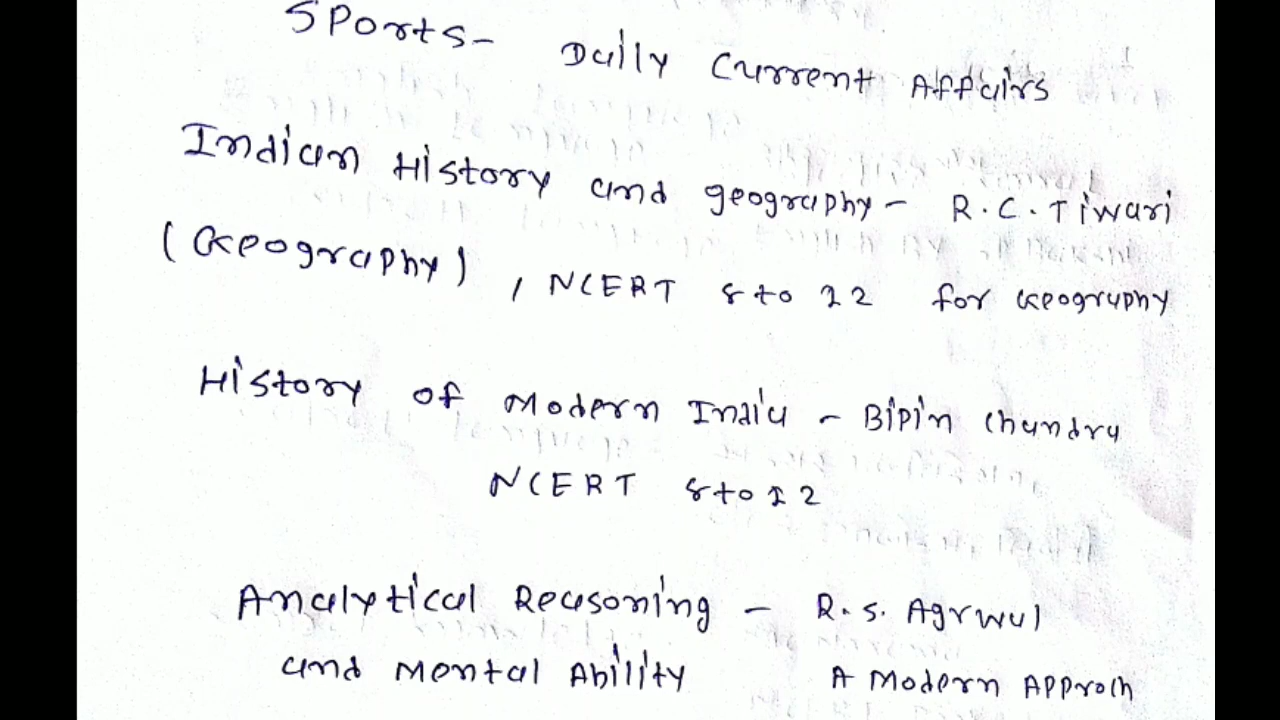 Sports - Daily Current Affairs
Indian History and geography - R.C. Tiwari
(Geography) , NCERT 8 to 12 for Geography
History of Modern India - Bipin Chandra
NCERT 8 to 12
Analytical Reasoning - R.S. Agrwal
and Mental Ability A Modern Approch